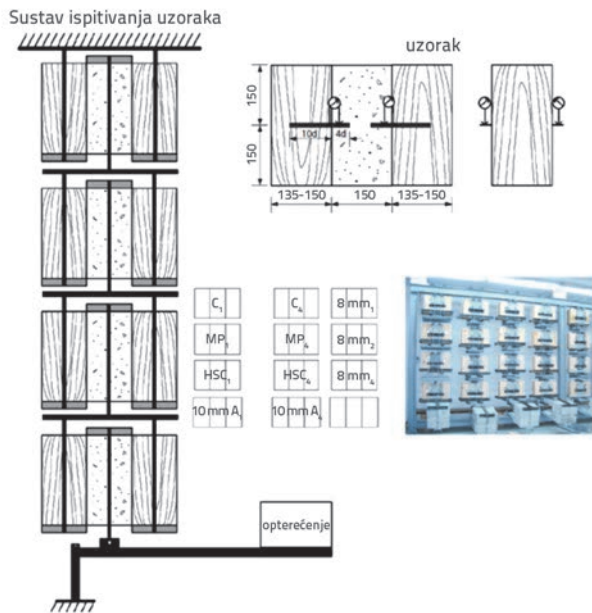 Sustav ispitivanja uzoraka
uzorak
150
150
10d 4d
135-150 150 135-150
C1 C4 8 mm1
MP1 MP4 8 mm2
HSC1 HSC4 8 mm4
10 mm A1 10 mm A4
opterećenje